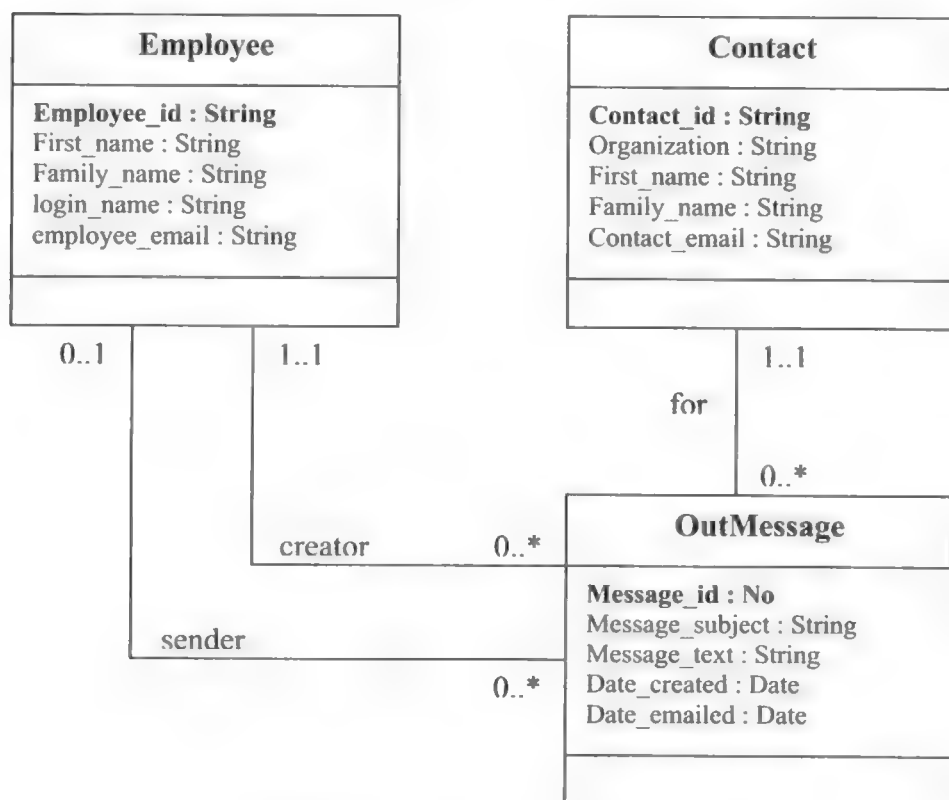 Employee
Employee_id : String
First_name : String
Family_name : String
login_name : String
employee_email : String
Contact
Contact_id : String
Organization : String
First_name : String
Family_name : String
Contact_email : String
0..1
1..1
1..1
for
0..*
creator
0..*
sender
0..*
OutMessage
Message_id : No
Message_subject : String
Message_text : String
Date_created : Date
Date_emailed : Date